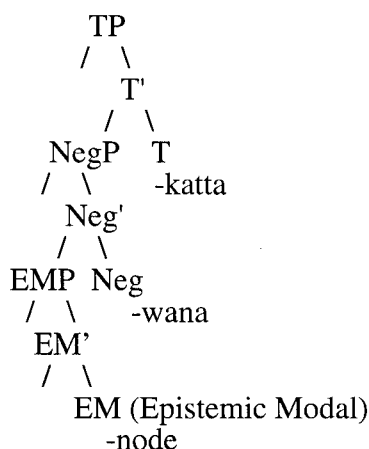 TP
T'
NegP T
-katta
Neg'
EMP Neg
-wana
EM’
EM (Epistemic Modal)
-node